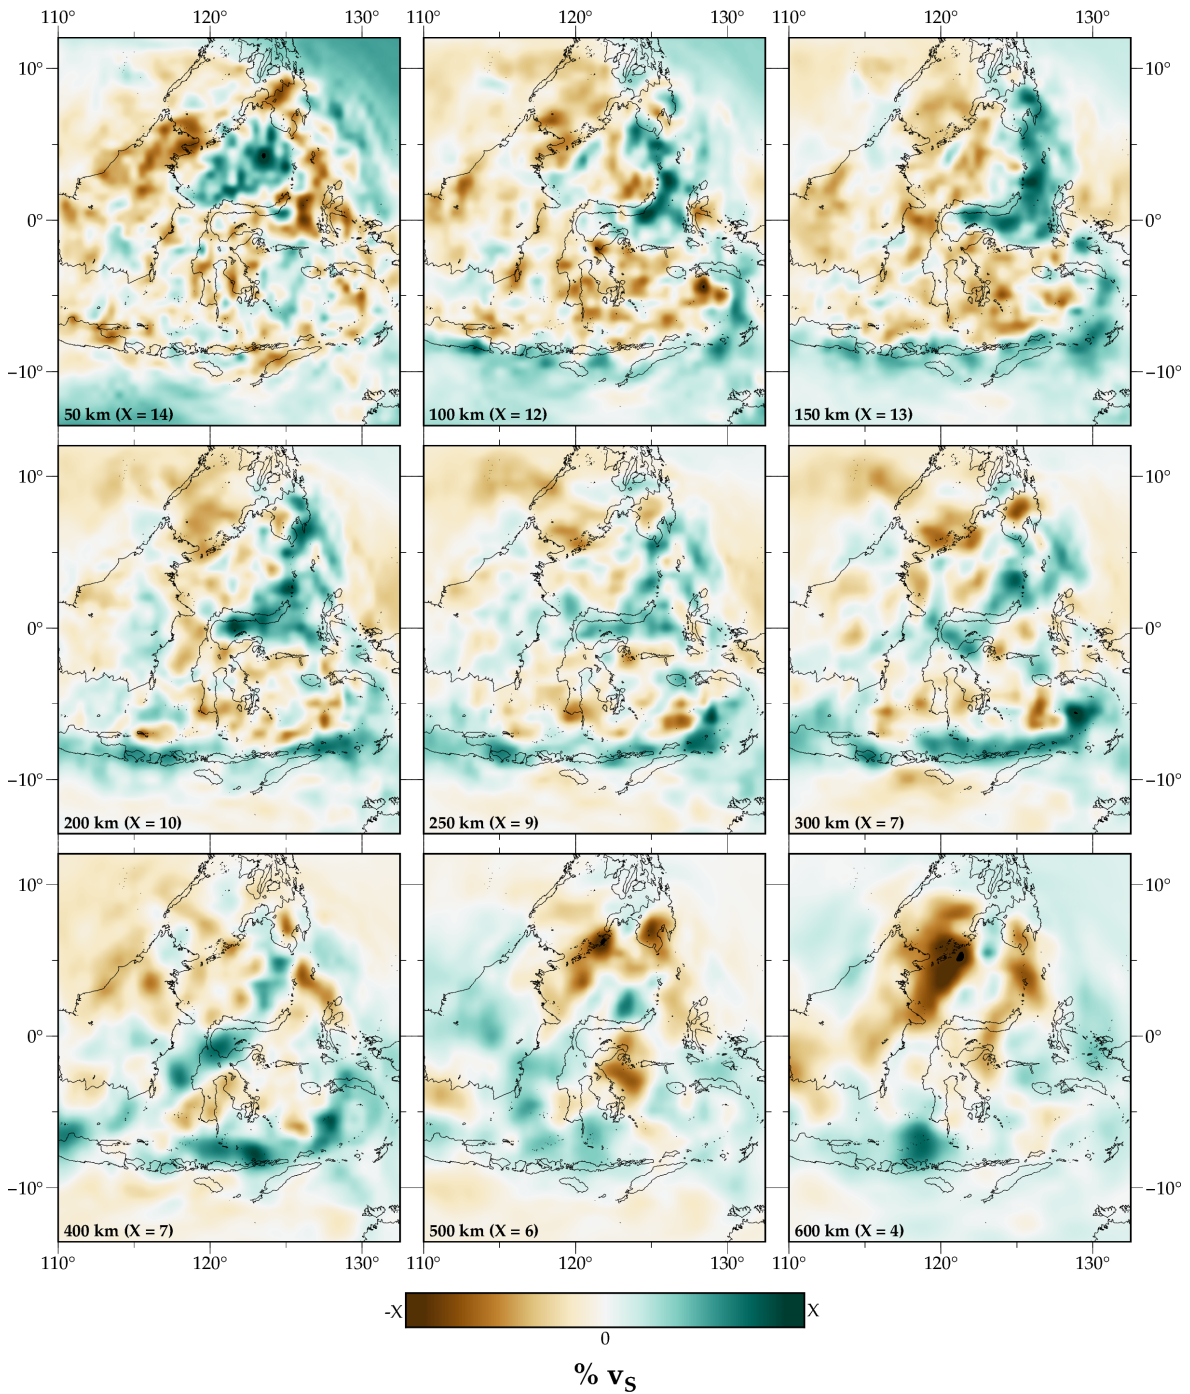 110° 120° 130° 110° 120° 130° 110° 120° 130°
10° 10°
0° 0°
−10° −10°
50 km (X = 14) 100 km (X = 12) 150 km (X = 13)
10° 10°
0° 0°
−10° −10°
200 km (X = 10) 250 km (X = 9) 300 km (X = 7)
10° 10°
0° 0°
−10° −10°
400 km (X = 7) 500 km (X = 6) 600 km (X = 4)
110° 120° 130° 110° 120° 130° 110° 120° 130°
-X X
0
% vS